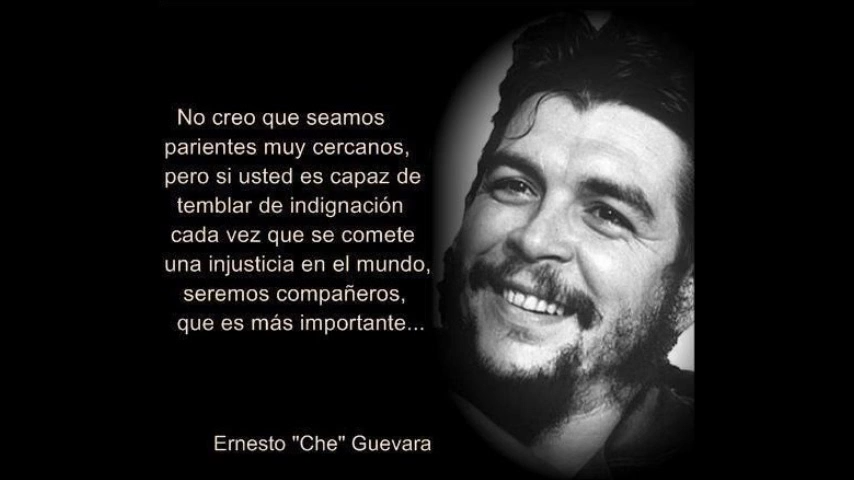 No creo que seamos
parientes muy cercanos,
pero si usted es capaz de
temblar de indignación
cada vez que se comete
una injusticia en el mundo,
seremos compañeros,
que es más importante...
Ernesto "Che" Guevara